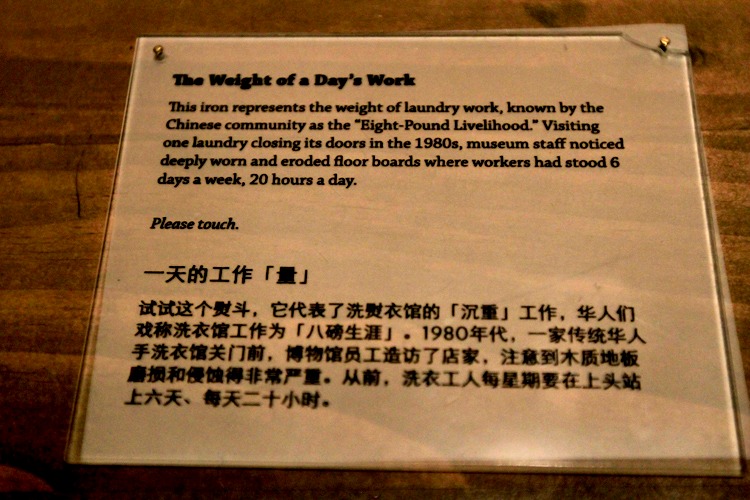 The Weight of a Day's Work
This iron represents the weight of laundry work, known by the
Chinese community as the "Eight-Pound Livelihood." Visiting
one laundry closing its doors in the 1980s, museum staff noticed
deeply worn and eroded floor boards where workers had stood 6
days a week, 20 hours a day.
Please touch.
一天的工作「量」
试试这个熨斗，它代表了洗熨衣馆的「沉重」工作，华人们
戏称洗衣馆工作为「八磅生涯」。1980年代，一家传统华人
手洗衣馆关门前，博物馆员工造访了店家，注意到木质地板
磨损和侵蚀得非常严重。从前，洗衣工人每星期要在上头站
上六天、每天二十小时。